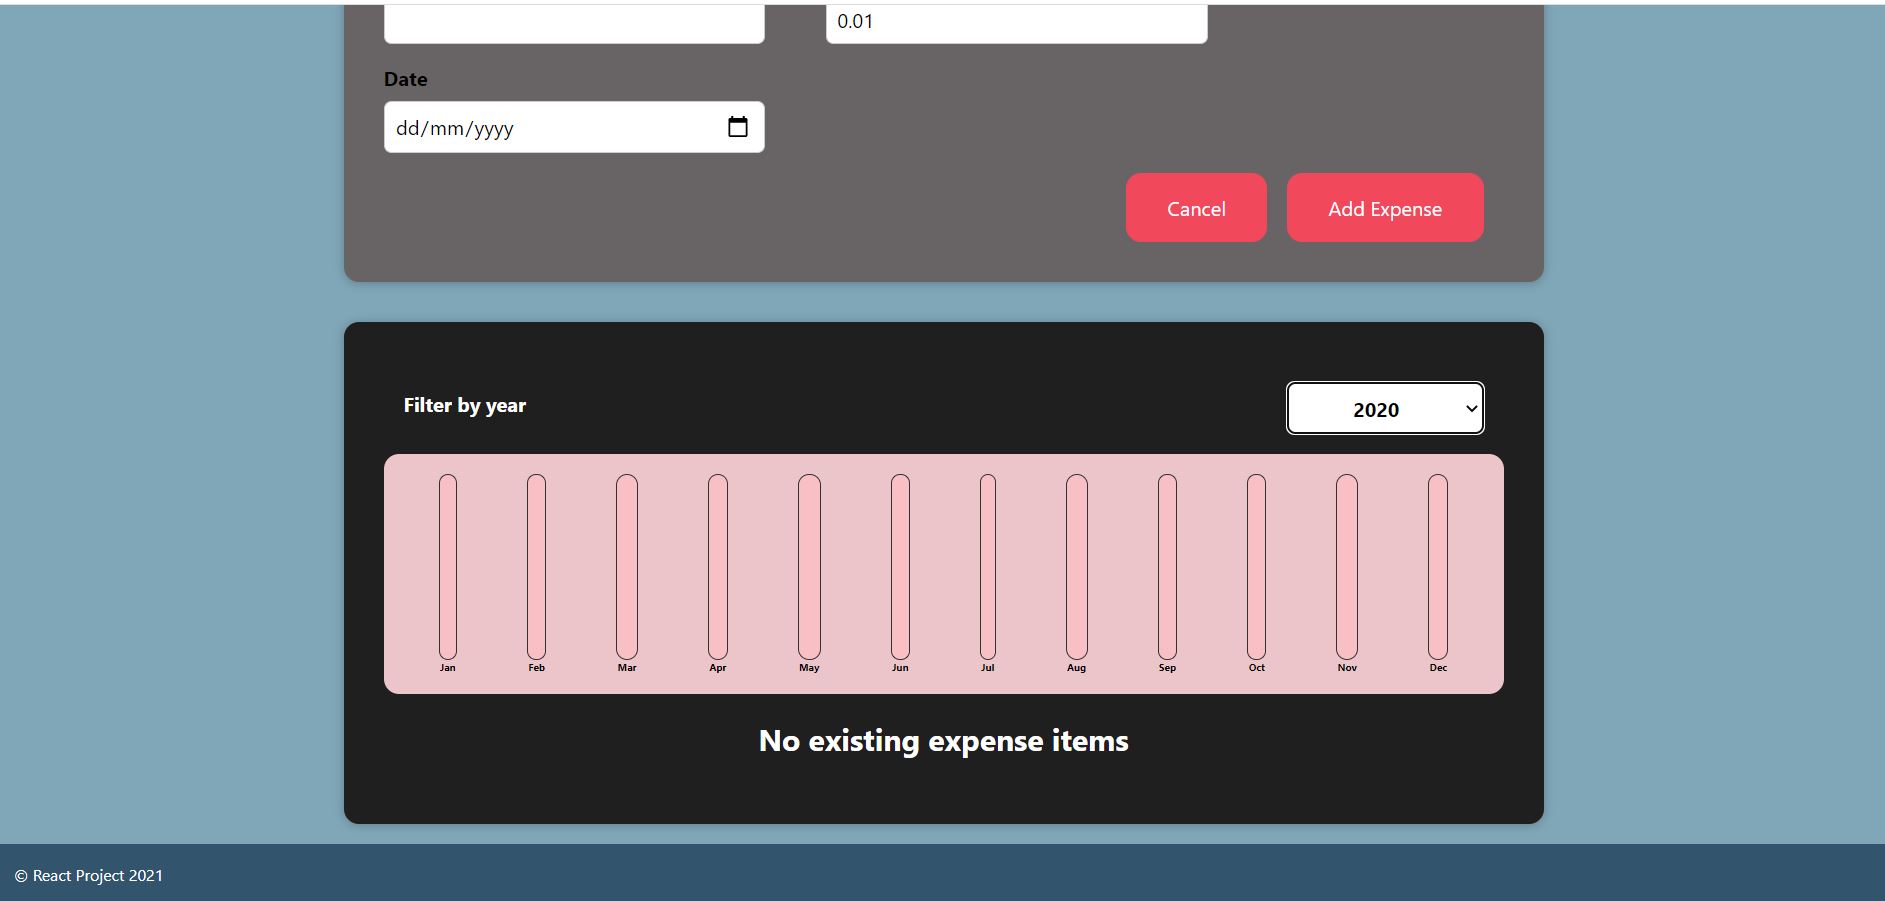 0.01
Date
dd/mm/yyyy
Cancel Add Expense
Filter by year 2020
Jan Feb Mar Apr May Jun Jul Aug Sep Oct Nov Dec
No existing expense items
© React Project 2021